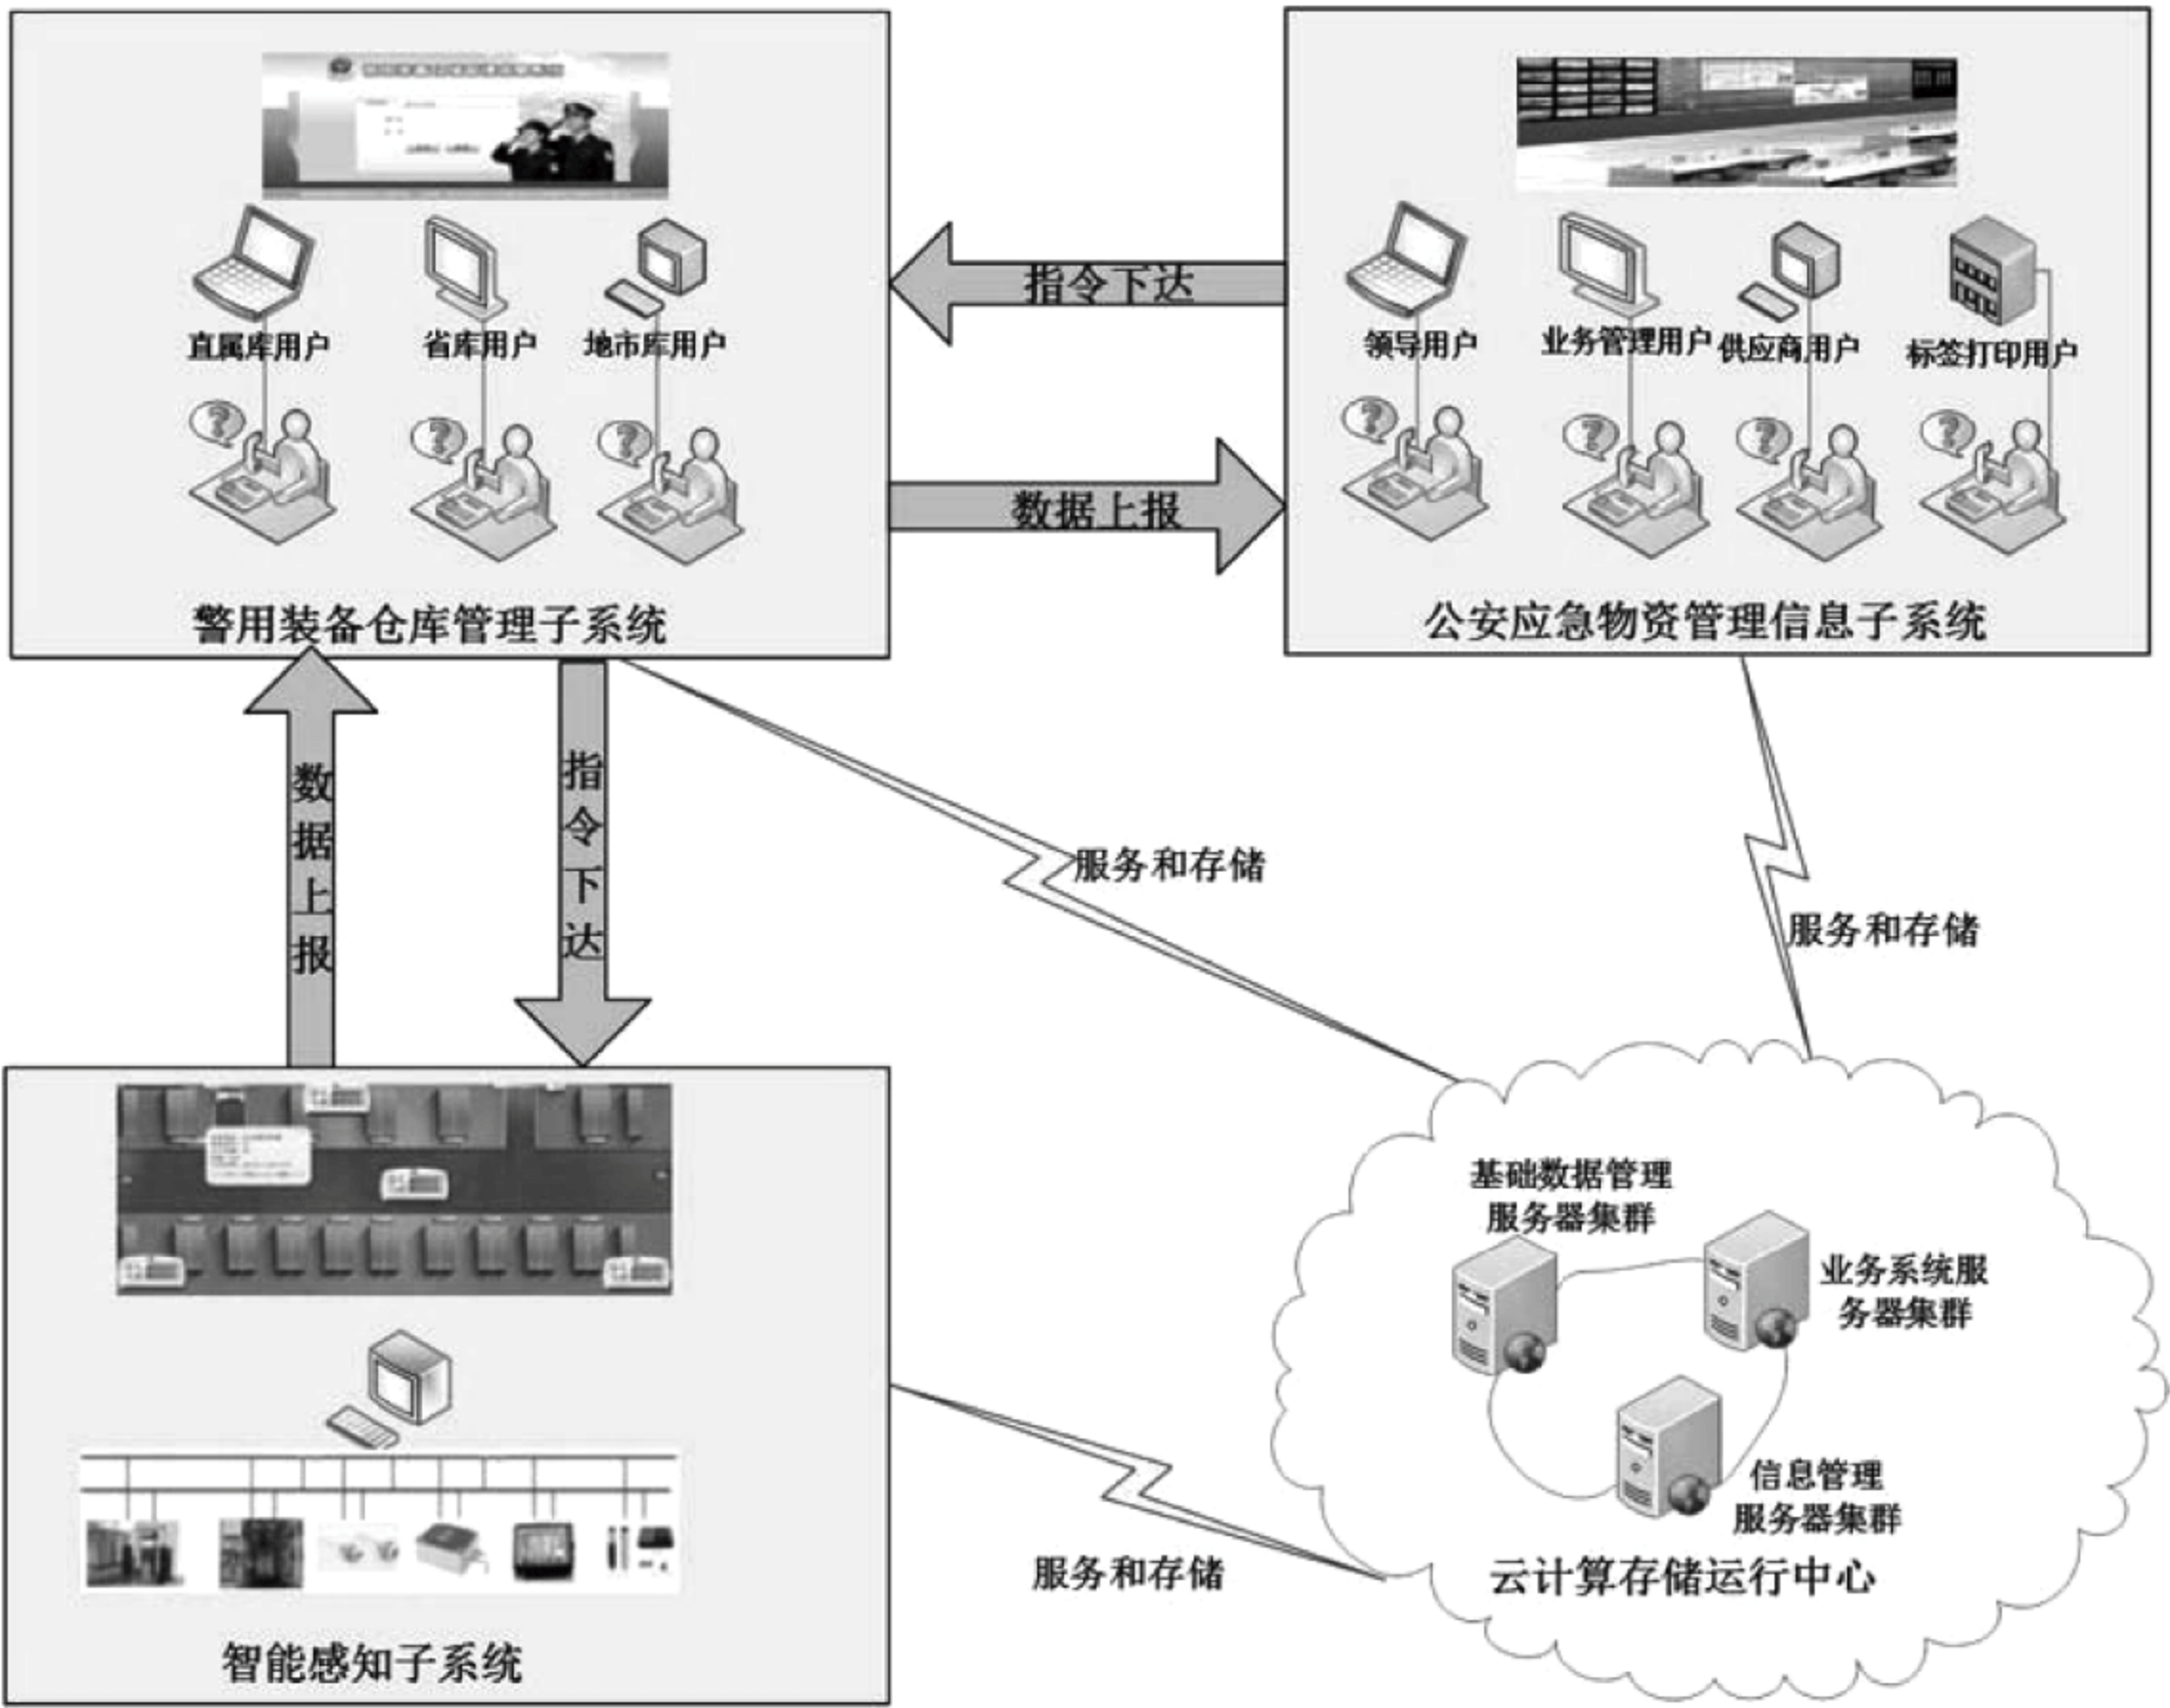 直属库用户
省库用户
地市库用户
警用装备仓库管理子系统
指令下达
数据上报
领导用户
业务管理用户
供应商用户
标签打印用户
公安应急物资管理信息子系统
数据上报
指令下达
服务和存储
服务和存储
智能感知子系统
服务和存储
基础数据管理
服务器集群
业务系统服
务器集群
信息管理
服务器集群
云计算存储运行中心